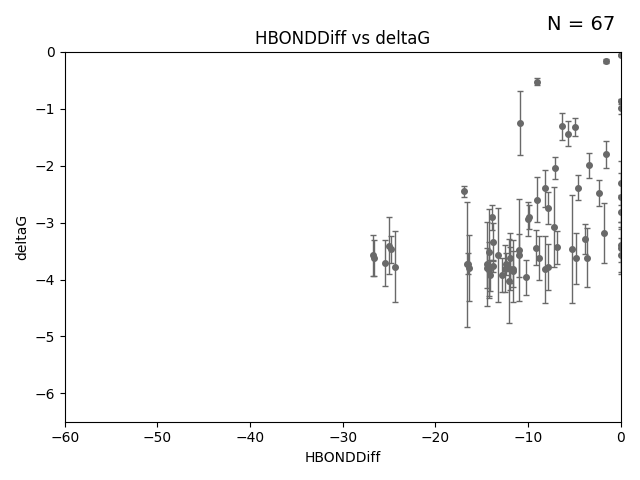 N = 67
HBONDDiff vs deltaG
deltaG
0
−1
−2
−3
−4
−5
−6
−60 −50 −40 −30 −20 −10 0
HBONDDiff